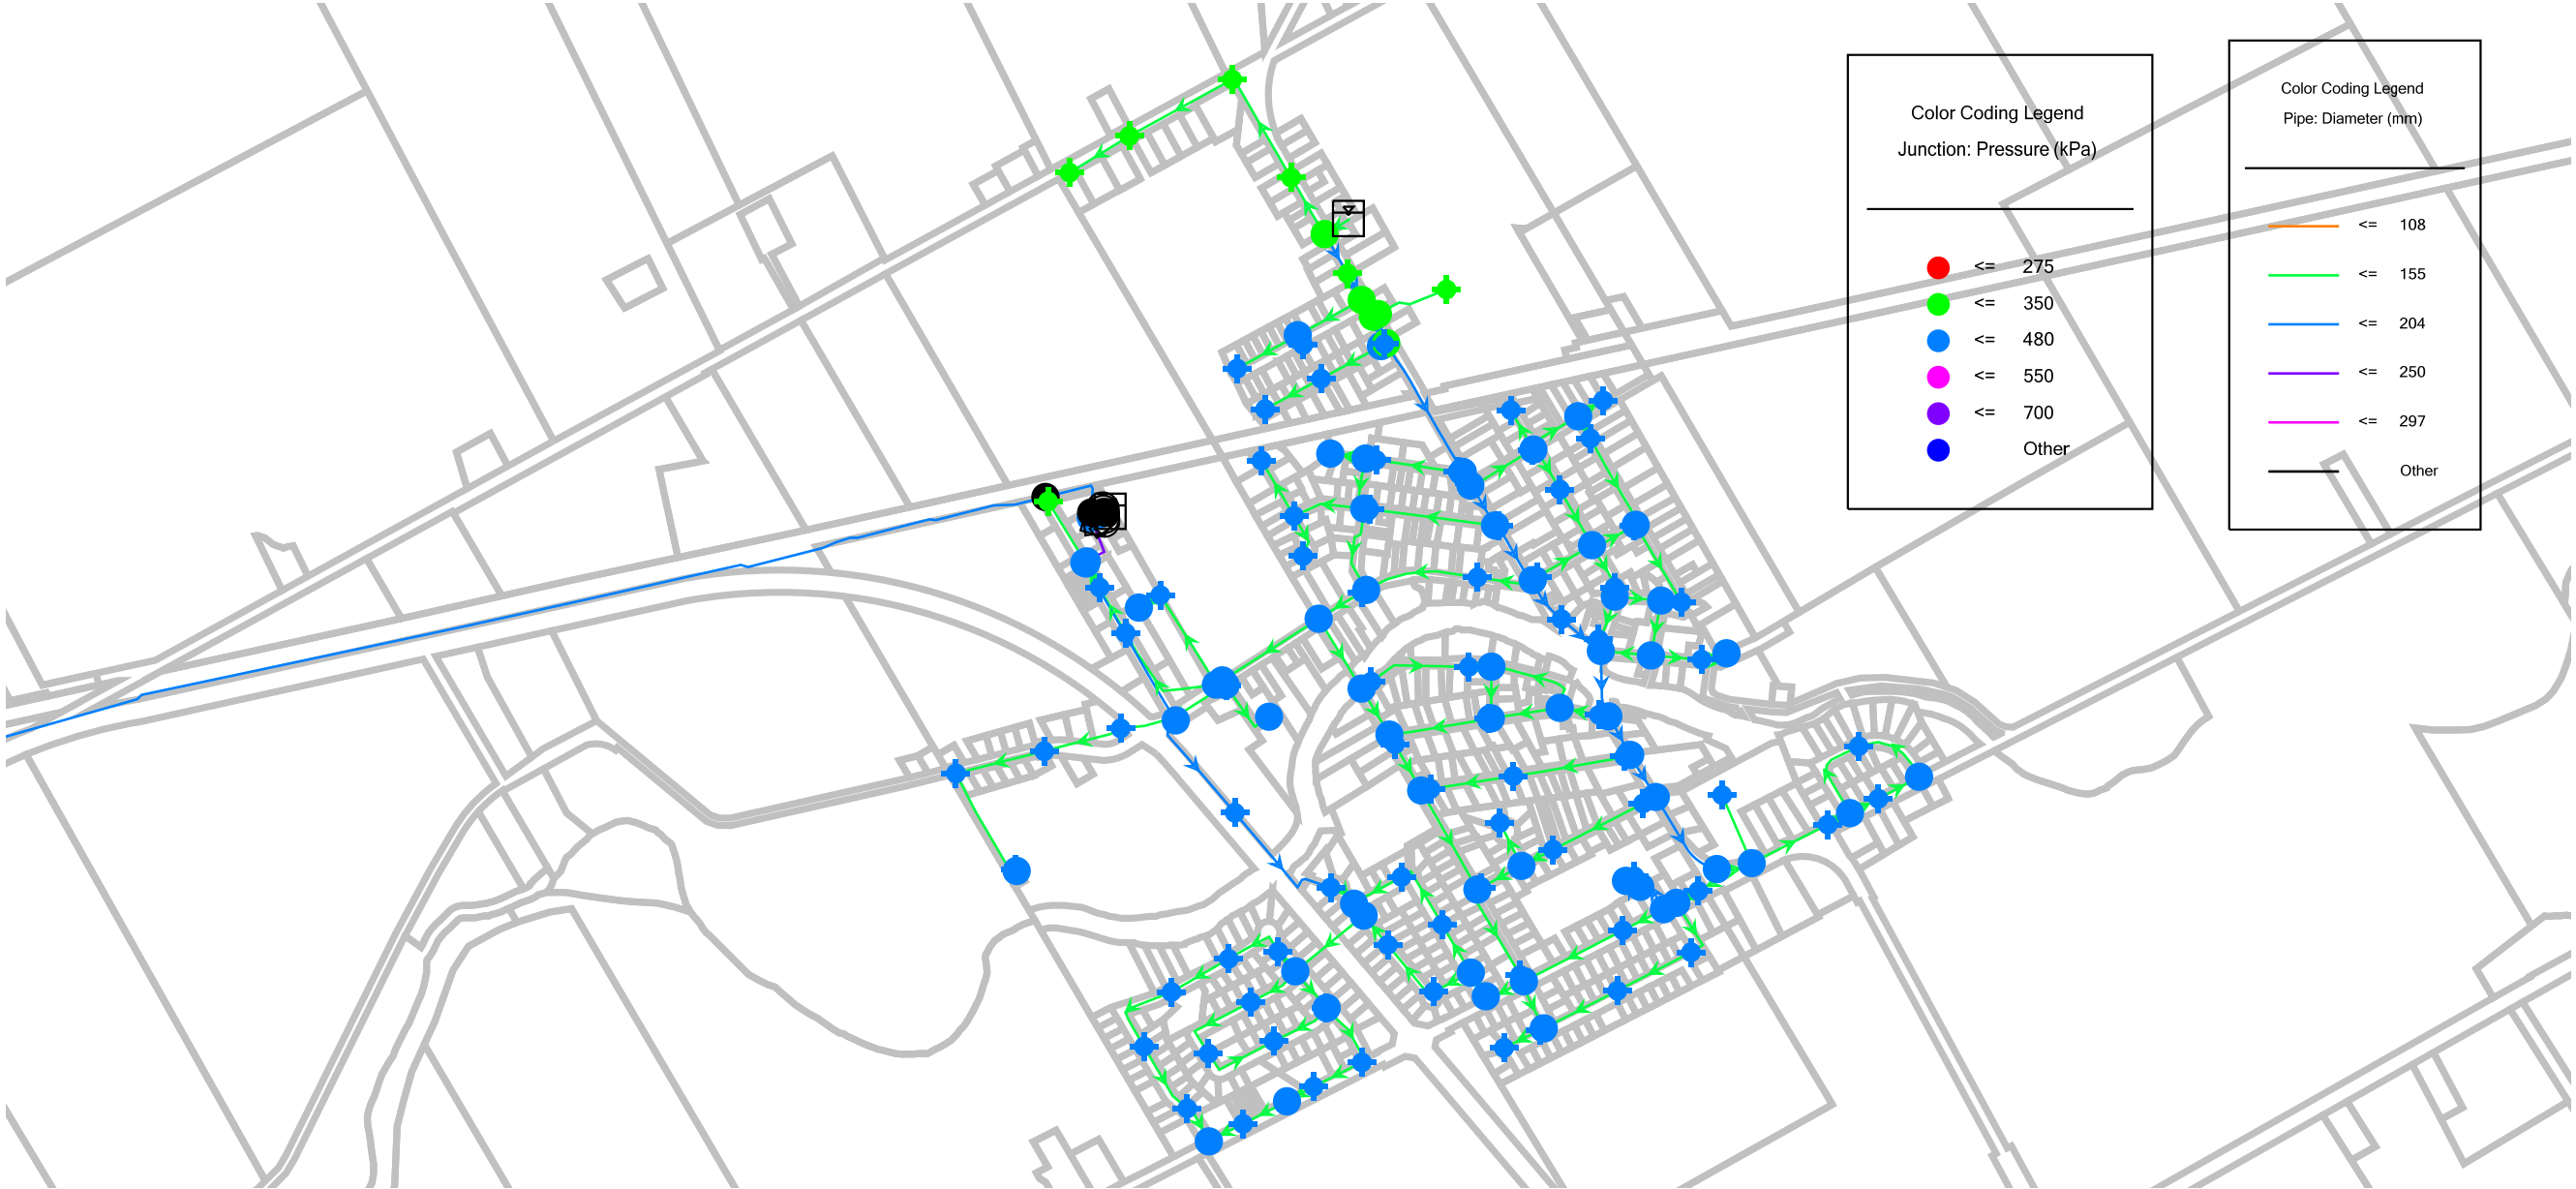 Color Coding Legend
Junction: Pressure (kPa)
<= 275
<= 350
<= 480
<= 550
<= 700
Other
Color Coding Legend
Pipe: Diameter (mm)
<= 108
<= 155
<= 204
<= 250
<= 297
Other